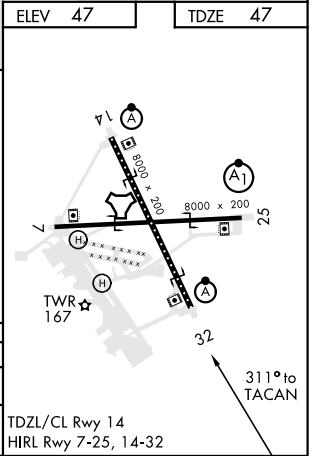 ELEV 47
TDZE 47
14
A
8000 x 200
A1
8000 x 200
7
25
H
x x x x x x x
x x x x x x x
H
A
TWR
167
32
311° to
TACAN
TDZL/CL Rwy 14
HIRL Rwy 7-25, 14-32